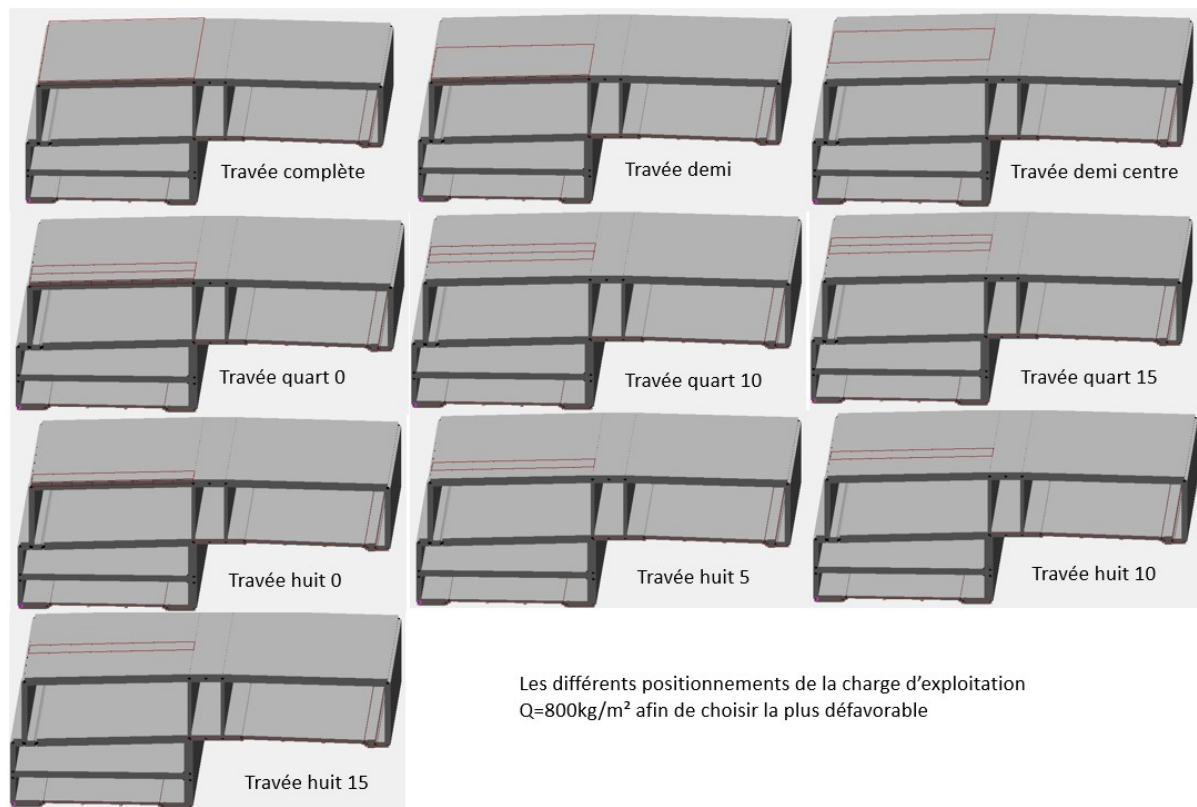 Travée complète
Travée demi
Travée demi centre
Travée quart 0
Travée quart 10
Travée quart 15
Travée huit 0
Travée huit 5
Travée huit 10
Travée huit 15
Les différents positionnements de la charge d’exploitation
Q=800kg/m² afin de choisir la plus défavorable